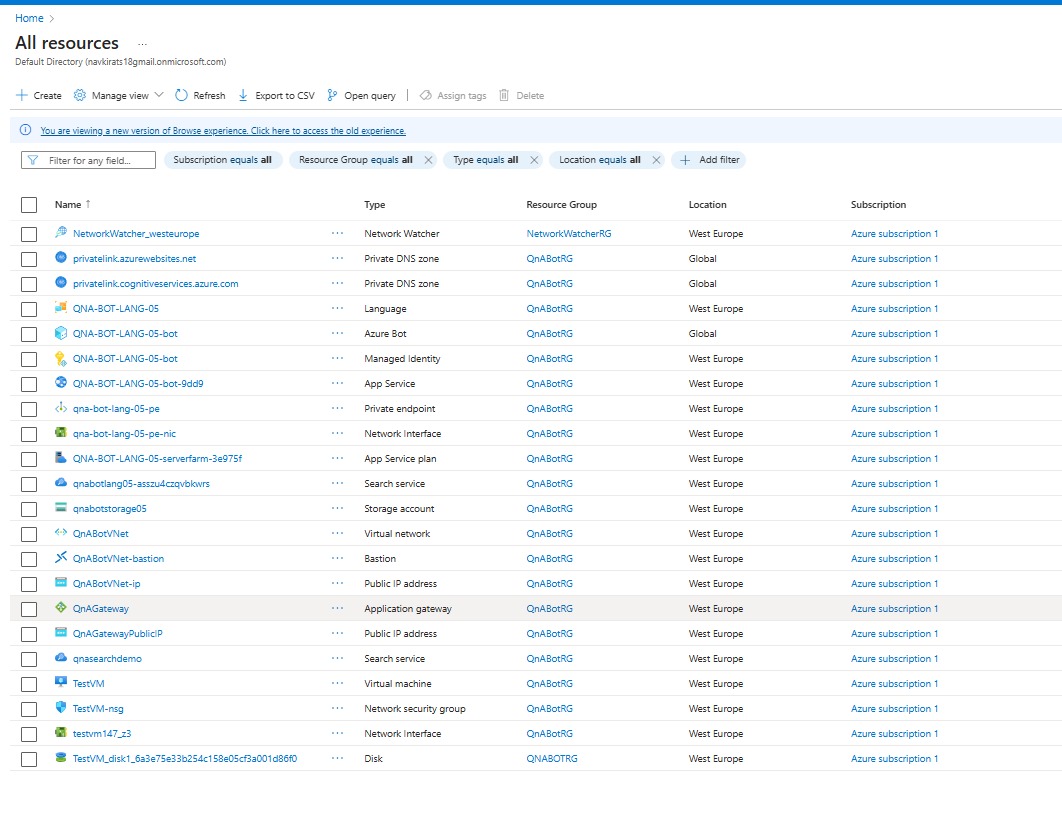 Home >
All resources ...
Default Directory (navkirats18gmail.onmicrosoft.com)
Create Manage view Refresh Export to CSV Open query | Assign tags Delete
You are viewing a new version of Browse experience. Click here to access the old experience.
Filter for any field... Subscription equals all Resource Group equals all Type equals all Location equals all Add filter
Name ↑ Type Resource Group Location Subscription
NetworkWatcher_westeurope ... Network Watcher NetworkWatcherRG West Europe Azure subscription 1
privatelink.azurewebsites.net ... Private DNS zone QnABotRG Global Azure subscription 1
privatelink.cognitiveservices.azure.com ... Private DNS zone QnABotRG Global Azure subscription 1
QNA-BOT-LANG-05 ... Language QnABotRG West Europe Azure subscription 1
QNA-BOT-LANG-05-bot ... Azure Bot QnABotRG Global Azure subscription 1
QNA-BOT-LANG-05-bot ... Managed Identity QnABotRG West Europe Azure subscription 1
QNA-BOT-LANG-05-bot-9dd9 ... App Service QnABotRG West Europe Azure subscription 1
qna-bot-lang-05-pe ... Private endpoint QnABotRG West Europe Azure subscription 1
qna-bot-lang-05-pe-nic ... Network Interface QnABotRG West Europe Azure subscription 1
QNA-BOT-LANG-05-serverfarm-3e975f ... App Service plan QnABotRG West Europe Azure subscription 1
qnabotlang05-asszu4czqvbkwrs ... Search service QnABotRG West Europe Azure subscription 1
qnabotstorage05 ... Storage account QnABotRG West Europe Azure subscription 1
QnABotVNet ... Virtual network QnABotRG West Europe Azure subscription 1
QnABotVNet-bastion ... Bastion QnABotRG West Europe Azure subscription 1
QnABotVNet-ip ... Public IP address QnABotRG West Europe Azure subscription 1
QnAGateway ... Application gateway QnABotRG West Europe Azure subscription 1
QnAGatewayPublicIP ... Public IP address QnABotRG West Europe Azure subscription 1
qnasearchdemo ... Search service QnABotRG West Europe Azure subscription 1
TestVM ... Virtual machine QnABotRG West Europe Azure subscription 1
TestVM-nsg ... Network security group QnABotRG West Europe Azure subscription 1
testvm147_z3 ... Network Interface QnABotRG West Europe Azure subscription 1
TestVM_disk1_6a3e75e33b254c158e05cf3a001d86f0 ... Disk QNABOTRG West Europe Azure subscription 1